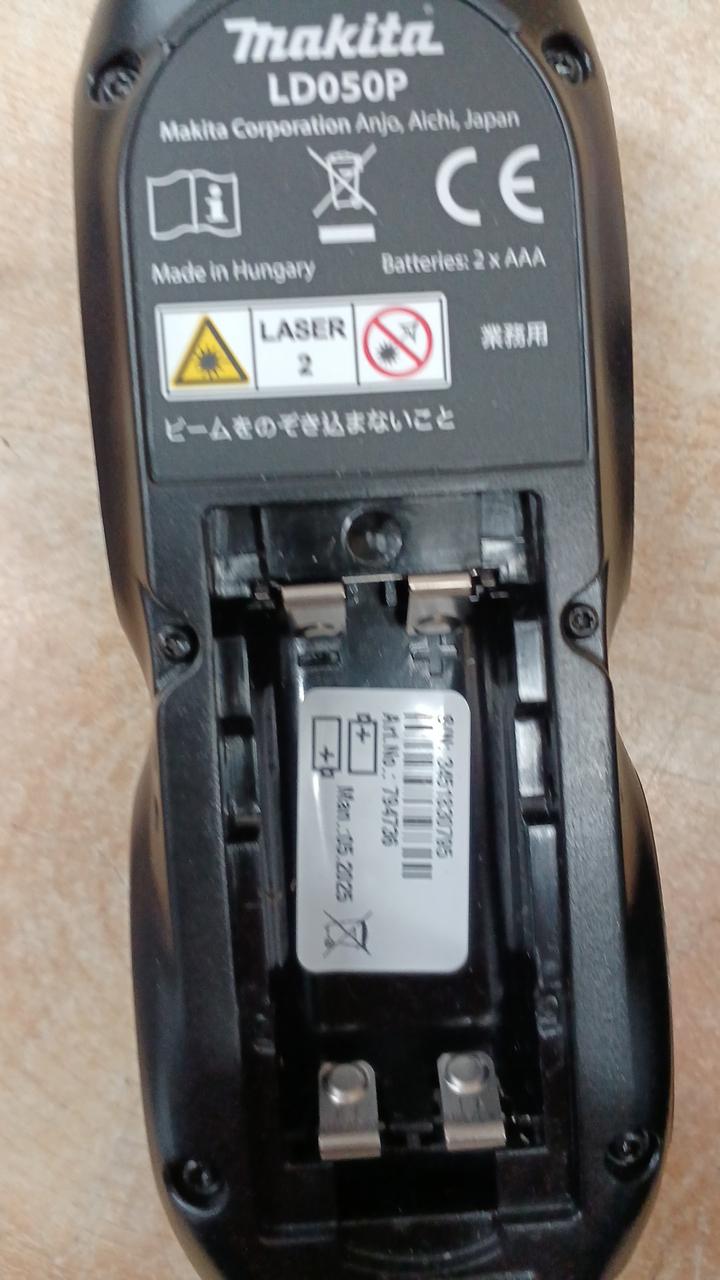 makita
LD050P
Makita Corporation Anjo, Aichi, Japan
CE
Made in Hungary
Batteries: 2 x AAA
LASER
2
業務用
ビームをのぞき込まないこと
S/N: 2451330795
Art.No.: 794736
Man.:05.2025